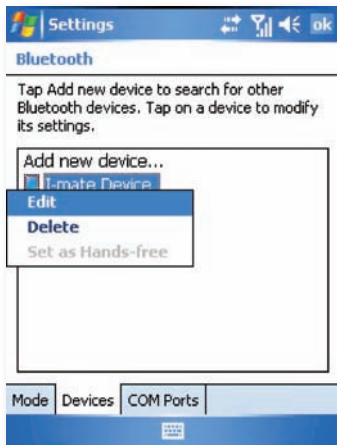 Settings
ok
Bluetooth
Tap Add new device to search for other
Bluetooth devices. Tap on a device to modify
its settings.
Add new device...
I-mate Device
Edit
Delete
Set as Hands-free
Mode Devices COM Ports